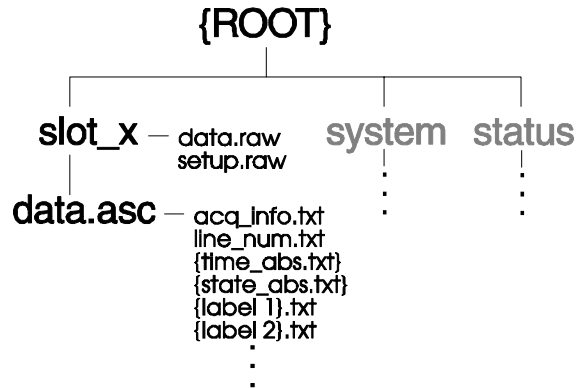 {ROOT}
slot_x
data.raw
setup.raw
system
status
data.asc
acq_info.txt
line_num.txt
{time_abs.txt}
{state_abs.txt}
{label 1}.txt
{label 2}.txt